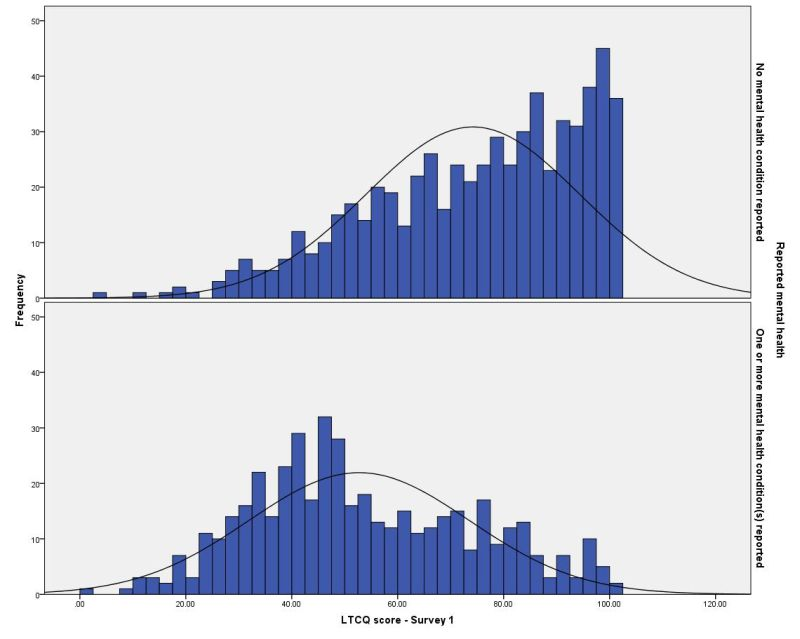 50
40
30
20
10
0
No mental health condition reported
50
40
30
20
10
0
One or more mental health condition(s) reported
Frequency
Reported mental health
.00 20.00 40.00 60.00 80.00 100.00 120.00
LTCQ score - Survey 1